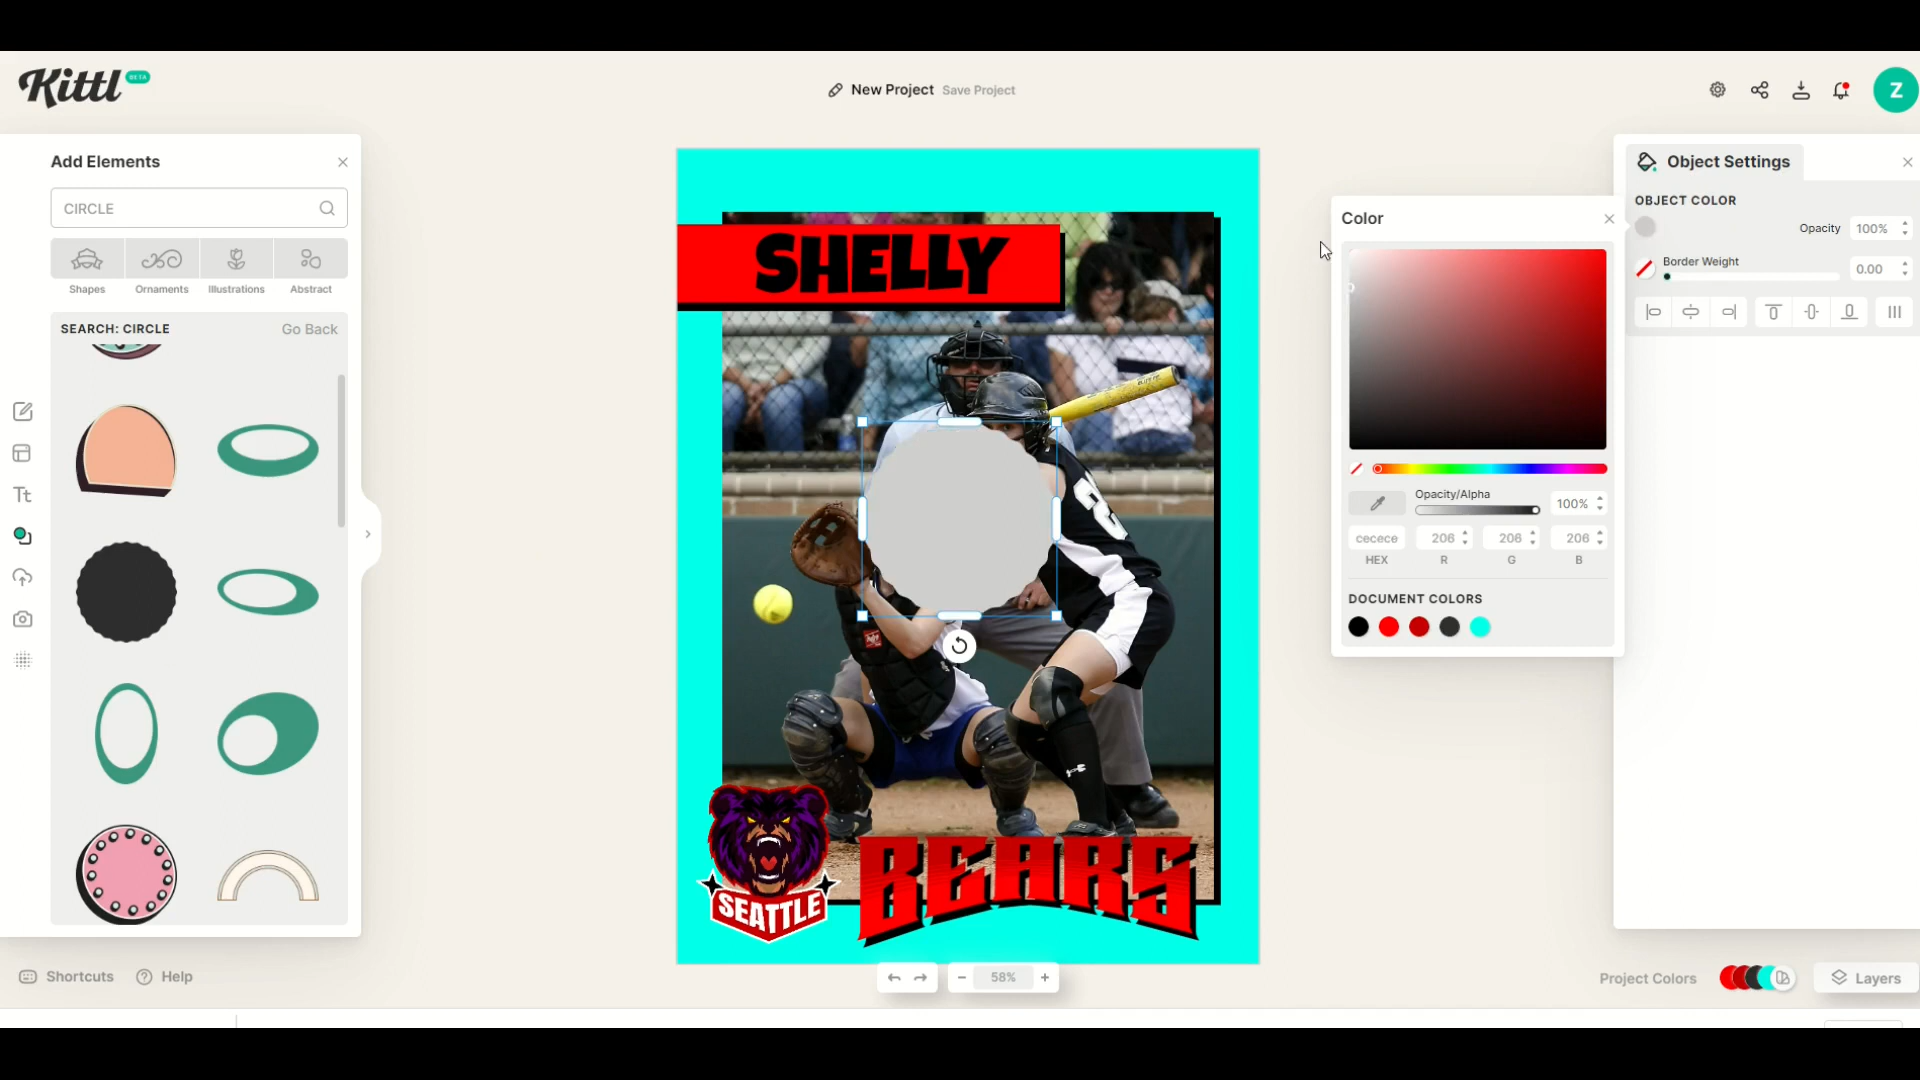 Kittl BETA
New Project Save Project
Z
Add Elements
CIRCLE
Shapes Ornaments Illustrations Abstract
SEARCH: CIRCLE Go Back
SHELLY
2
SEATTLE
BEARS
Color
Opacity/Alpha
100%
cecece 206 206 206
HEX R G B
DOCUMENT COLORS
Object Settings
OBJECT COLOR
Opacity 100%
Border Weight
0.00
Tt
Shortcuts Help
58%
Project Colors
Layers